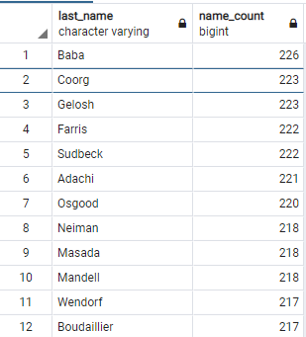 last_name name_count
character varying bigint
1 Baba 226
2 Coorg 223
3 Gelosh 223
4 Farris 222
5 Sudbeck 222
6 Adachi 221
7 Osgood 220
8 Neiman 218
9 Masada 218
10 Mandell 218
11 Wendorf 217
12 Boudaillier 217